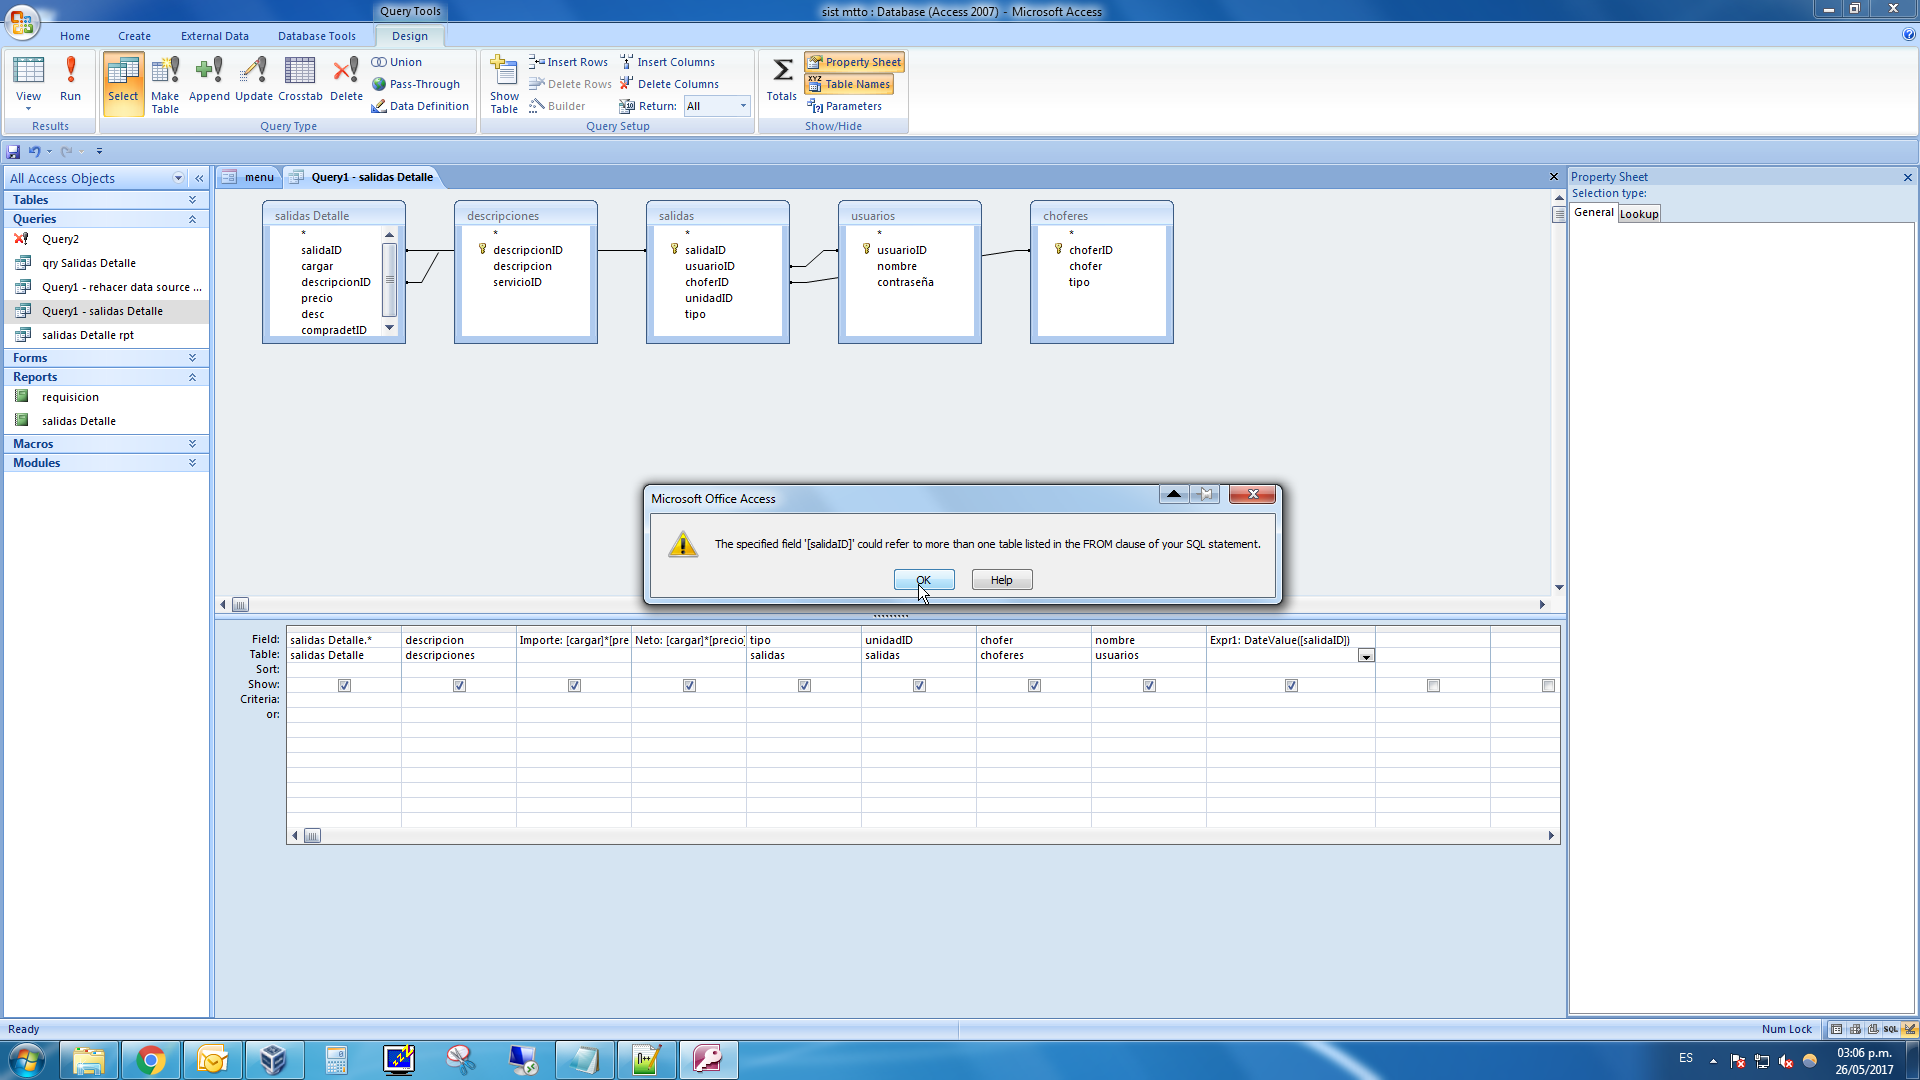 Query Tools
sist mtto : Database (Access 2007) - Microsoft Access
Home Create External Data Database Tools Design
View
Run
Select
Make Table
Append
Update
Crosstab
Delete
Union
Pass-Through
Data Definition
Show Table
Insert Rows
Delete Rows
Builder
Insert Columns
Delete Columns
Return: All
Totals
Property Sheet
Table Names
Parameters
Results
Query Type
Query Setup
Show/Hide
All Access Objects
Tables
Queries
Query2
qry Salidas Detalle
Query1 - rehacer data source ...
Query1 - salidas Detalle
salidas Detalle rpt
Forms
Reports
requisicion
salidas Detalle
Macros
Modules
menu
Query1 - salidas Detalle
salidas Detalle
*
salidaID
cargar
descripcionID
precio
desc
compradetID
descripciones
*
descripcionID
descripcion
servicioID
salidas
*
salidaID
usuarioID
choferID
unidadID
tipo
usuarios
*
usuarioID
nombre
contraseña
choferes
*
choferID
chofer
tipo
Property Sheet
Selection type:
General Lookup
Microsoft Office Access
The specified field '[salidaID]' could refer to more than one table listed in the FROM clause of your SQL statement.
OK Help
Field: salidas Detalle.* descripcion Importe: [cargar]*[pre Neto: [cargar]*[precio] tipo unidadID chofer nombre Expr1: DateValue([salidaID])
Table: salidas Detalle descripciones salidas salidas choferes usuarios
Sort:
Show:
Criteria:
or:
Ready
Num Lock
SQL
ES
03:06 p.m.
26/05/2017